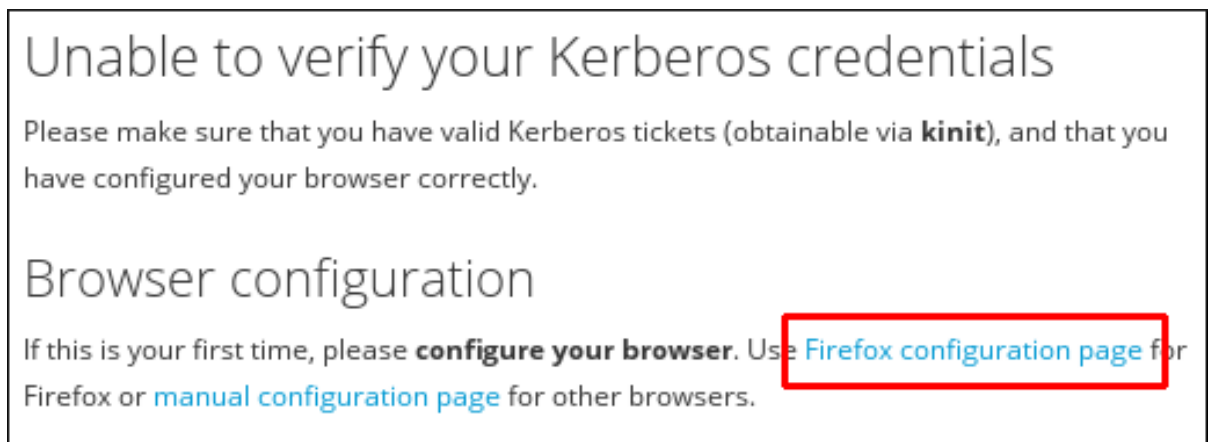 Unable to verify your Kerberos credentials
Please make sure that you have valid Kerberos tickets (obtainable via kinit), and that you
have configured your browser correctly.
Browser configuration
If this is your first time, please configure your browser. Use Firefox configuration page for
Firefox or manual configuration page for other browsers.